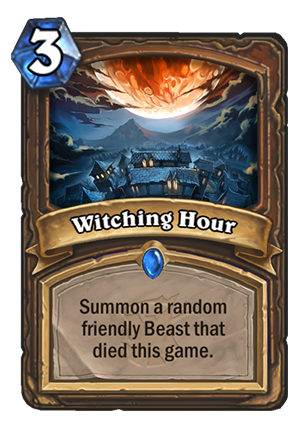 3
Witching Hour
Summon a random
friendly Beast that
died this game.